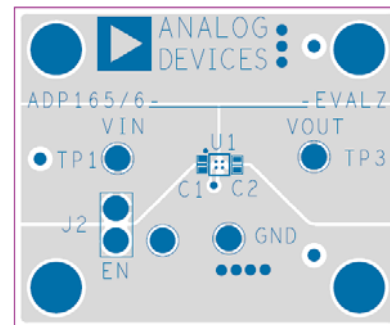 ANALOG
DEVICES
ADP165/6- -EVALZ
VIN VOUT
U1
TP1 TP3
C1 C2
J2
GND
EN